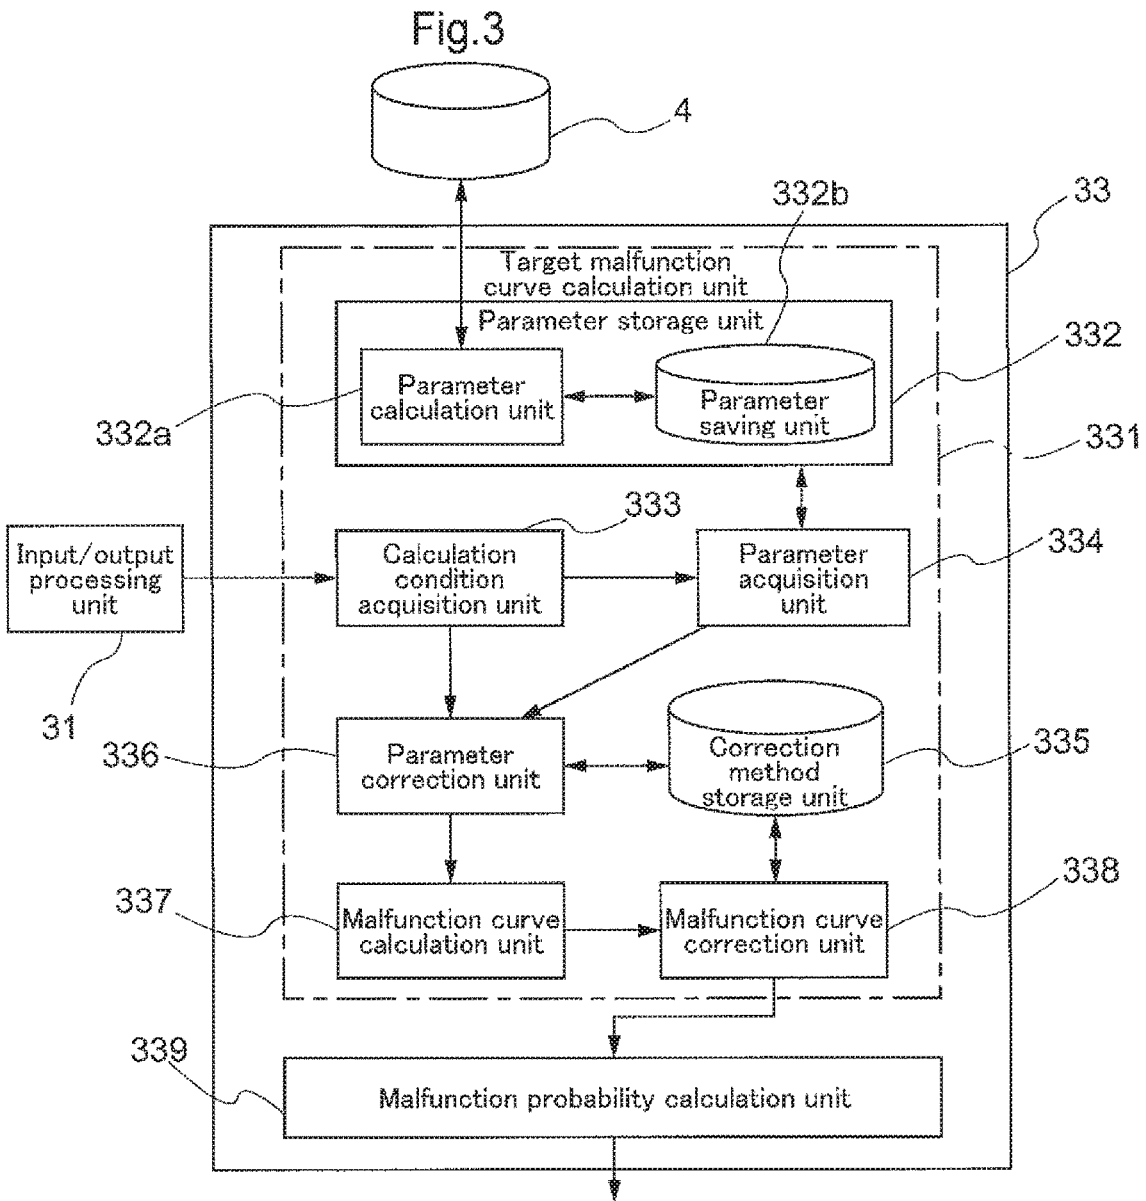 Fig.3
4
332b
33
Target malfunction
curve calculation unit
Parameter storage unit
332
Parameter
calculation unit
Parameter
saving unit
332a
331
333
Input/output
processing
unit
Calculation
condition
acquisition unit
Parameter
acquisition
unit
334
31
336
Parameter
correction unit
Correction
method
storage unit
335
337
Malfunction curve
calculation unit
Malfunction curve
correction unit
338
339
Malfunction probability calculation unit